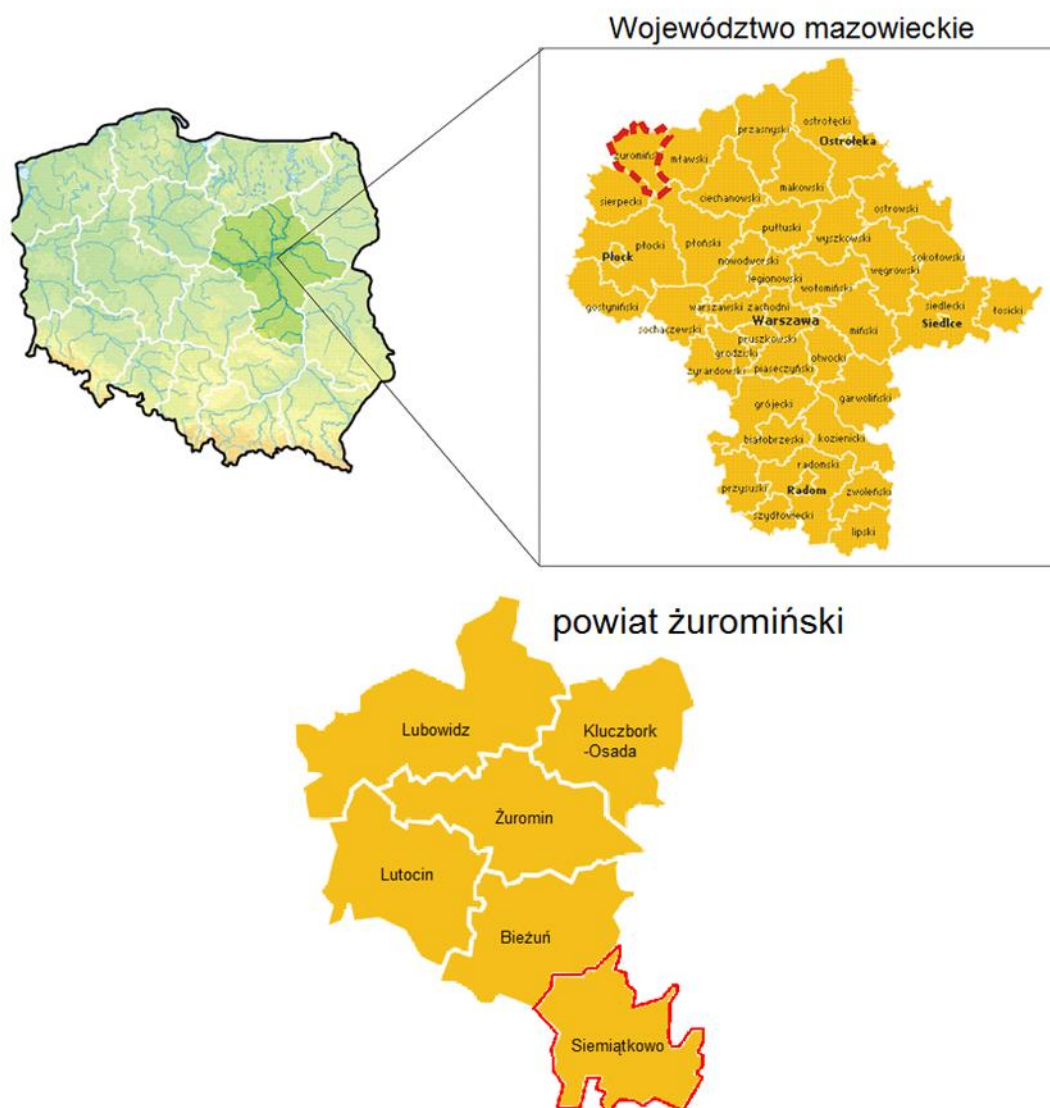 Województwo mazowieckie
ostrołęcki
przasnyski
Ostrołęka
żuromińsk
mławski
makowski
ciechanowski
sierpecki
ostrowski
pułtuski
płocki
płoński
wyszkowski
Płock
nowodworski
sokołowski
węgrowski
legionowski
wołomiński
gostyniński
warszawski zachodni
siedlecki
łosicki
Warszawa
Siedlce
sochaczewski
miński
pruszkowski
grodziski
otwocki
żyrardowski
piaseczyński
garwoliński
grójecki
białobrzeski
kozienicki
radomski
przysuski
Radom
zwoleński
szydłowiecki
lipski
powiat żuromiński
Lubowidz
Kluczbork
-Osada
Żuromin
Lutocin
Bieżuń
Siemiątkowo